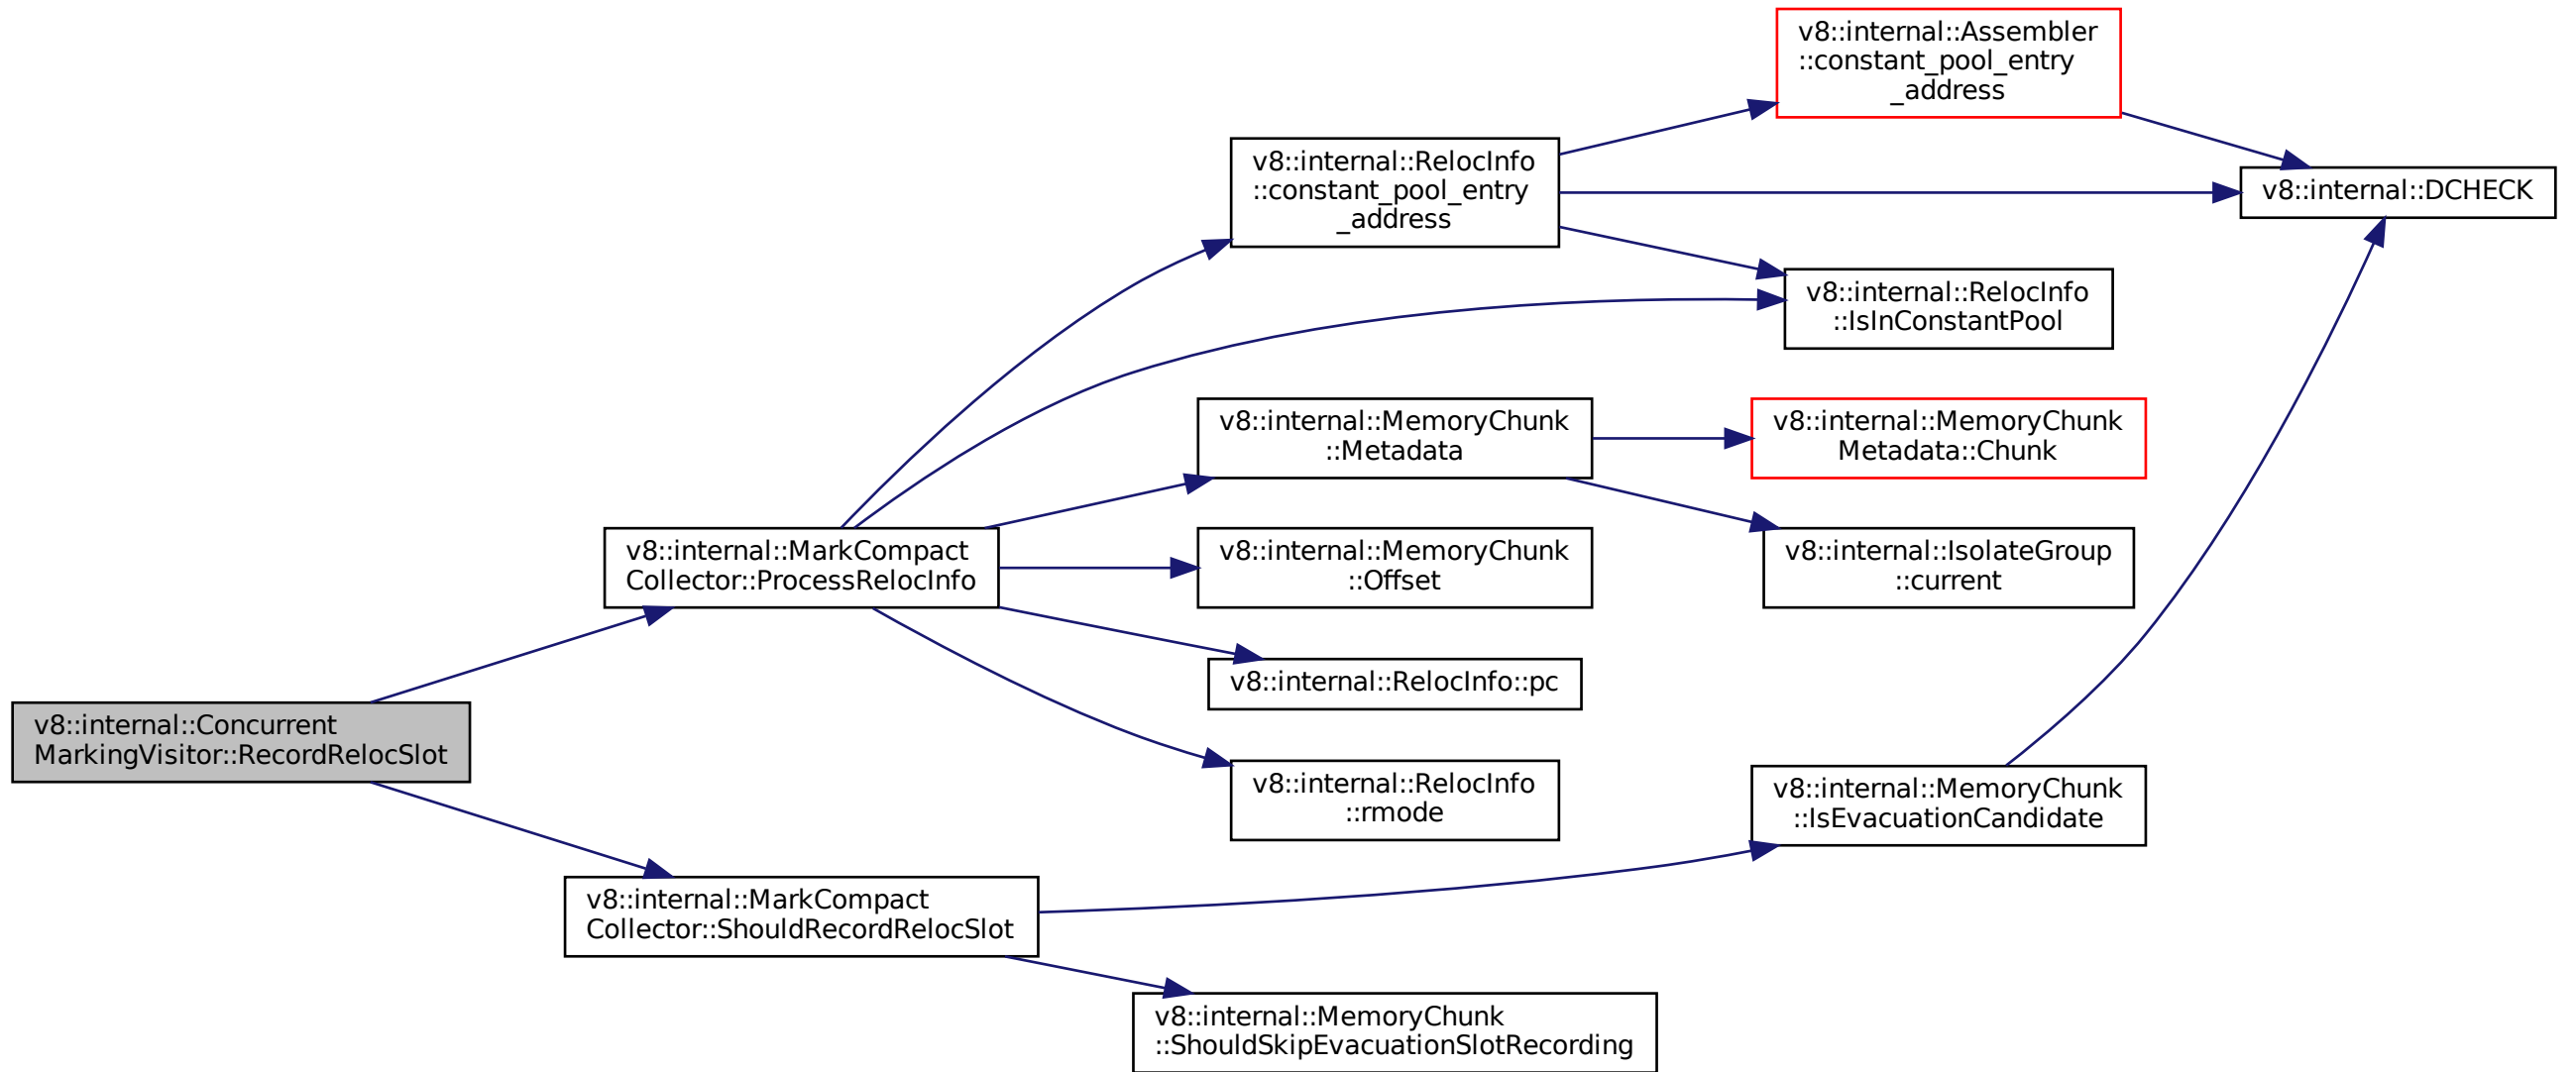 v8::internal::Concurrent
MarkingVisitor::RecordRelocSlot
v8::internal::MarkCompact
Collector::ProcessRelocInfo
v8::internal::RelocInfo
::constant_pool_entry
_address
v8::internal::Assembler
::constant_pool_entry
_address
v8::internal::DCHECK
v8::internal::RelocInfo
::IsInConstantPool
v8::internal::MemoryChunk
::Metadata
v8::internal::MemoryChunk
Metadata::Chunk
v8::internal::IsolateGroup
::current
v8::internal::MemoryChunk
::Offset
v8::internal::RelocInfo::pc
v8::internal::RelocInfo
::rmode
v8::internal::MarkCompact
Collector::ShouldRecordRelocSlot
v8::internal::MemoryChunk
::IsEvacuationCandidate
v8::internal::MemoryChunk
::ShouldSkipEvacuationSlotRecording